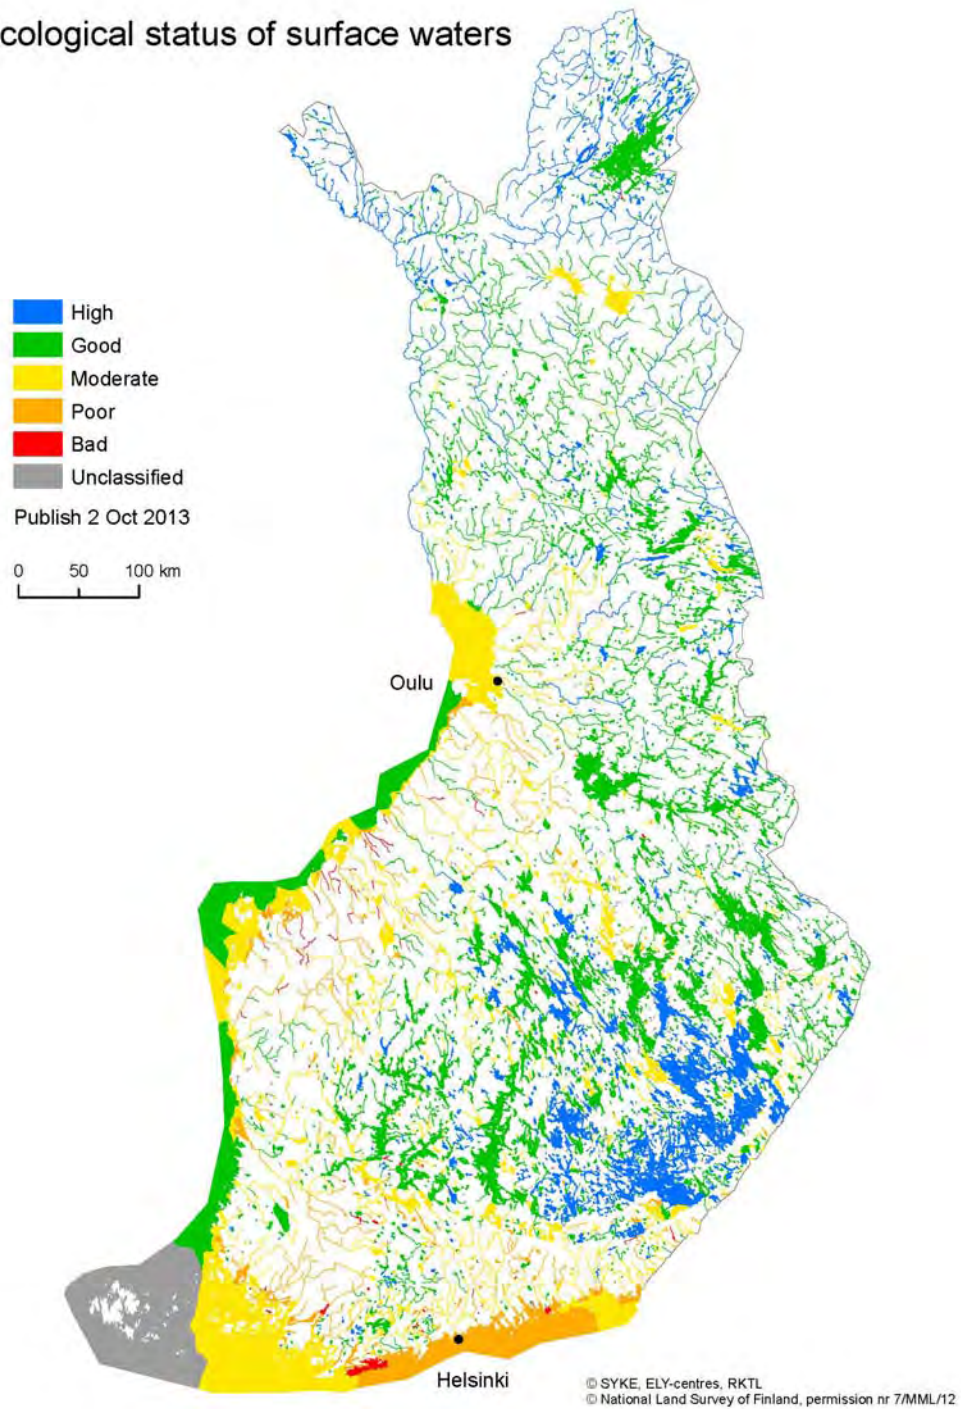 cological status of surface waters
High
Good
Moderate
Poor
Bad
Unclassified
Publish 2 Oct 2013
0 50 100 km
Oulu
Helsinki
© SYKE, ELY-centres, RKTL
© National Land Survey of Finland, permission nr 7/MML/12